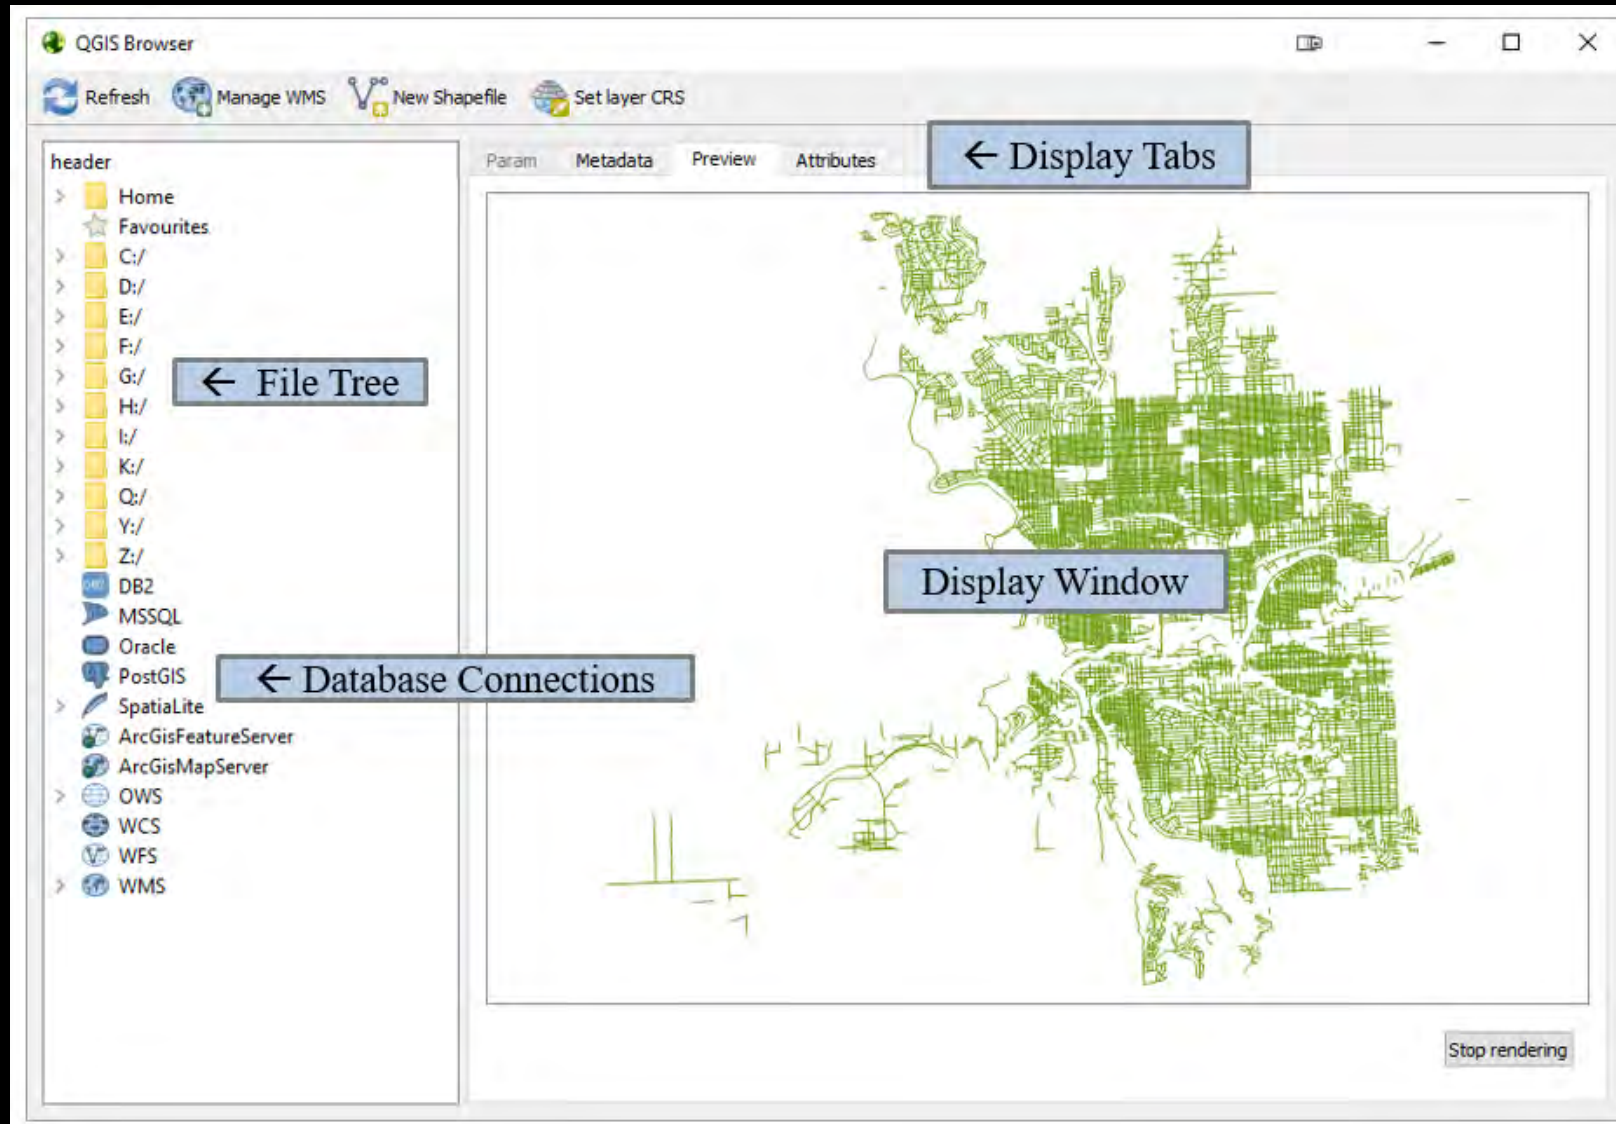 QGIS Browser
Refresh Manage WMS New Shapefile Set layer CRS
header
Home
Favourites
C:/
D:/
E:/
F:/
G:/
H:/
I:/
K:/
Q:/
Y:/
Z:/
DB2
MSSQL
Oracle
PostGIS
SpatiaLite
ArcGisFeatureServer
ArcGisMapServer
OWS
WCS
WFS
WMS
← File Tree
← Database Connections
Param Metadata Preview Attributes
← Display Tabs
Display Window
Stop rendering